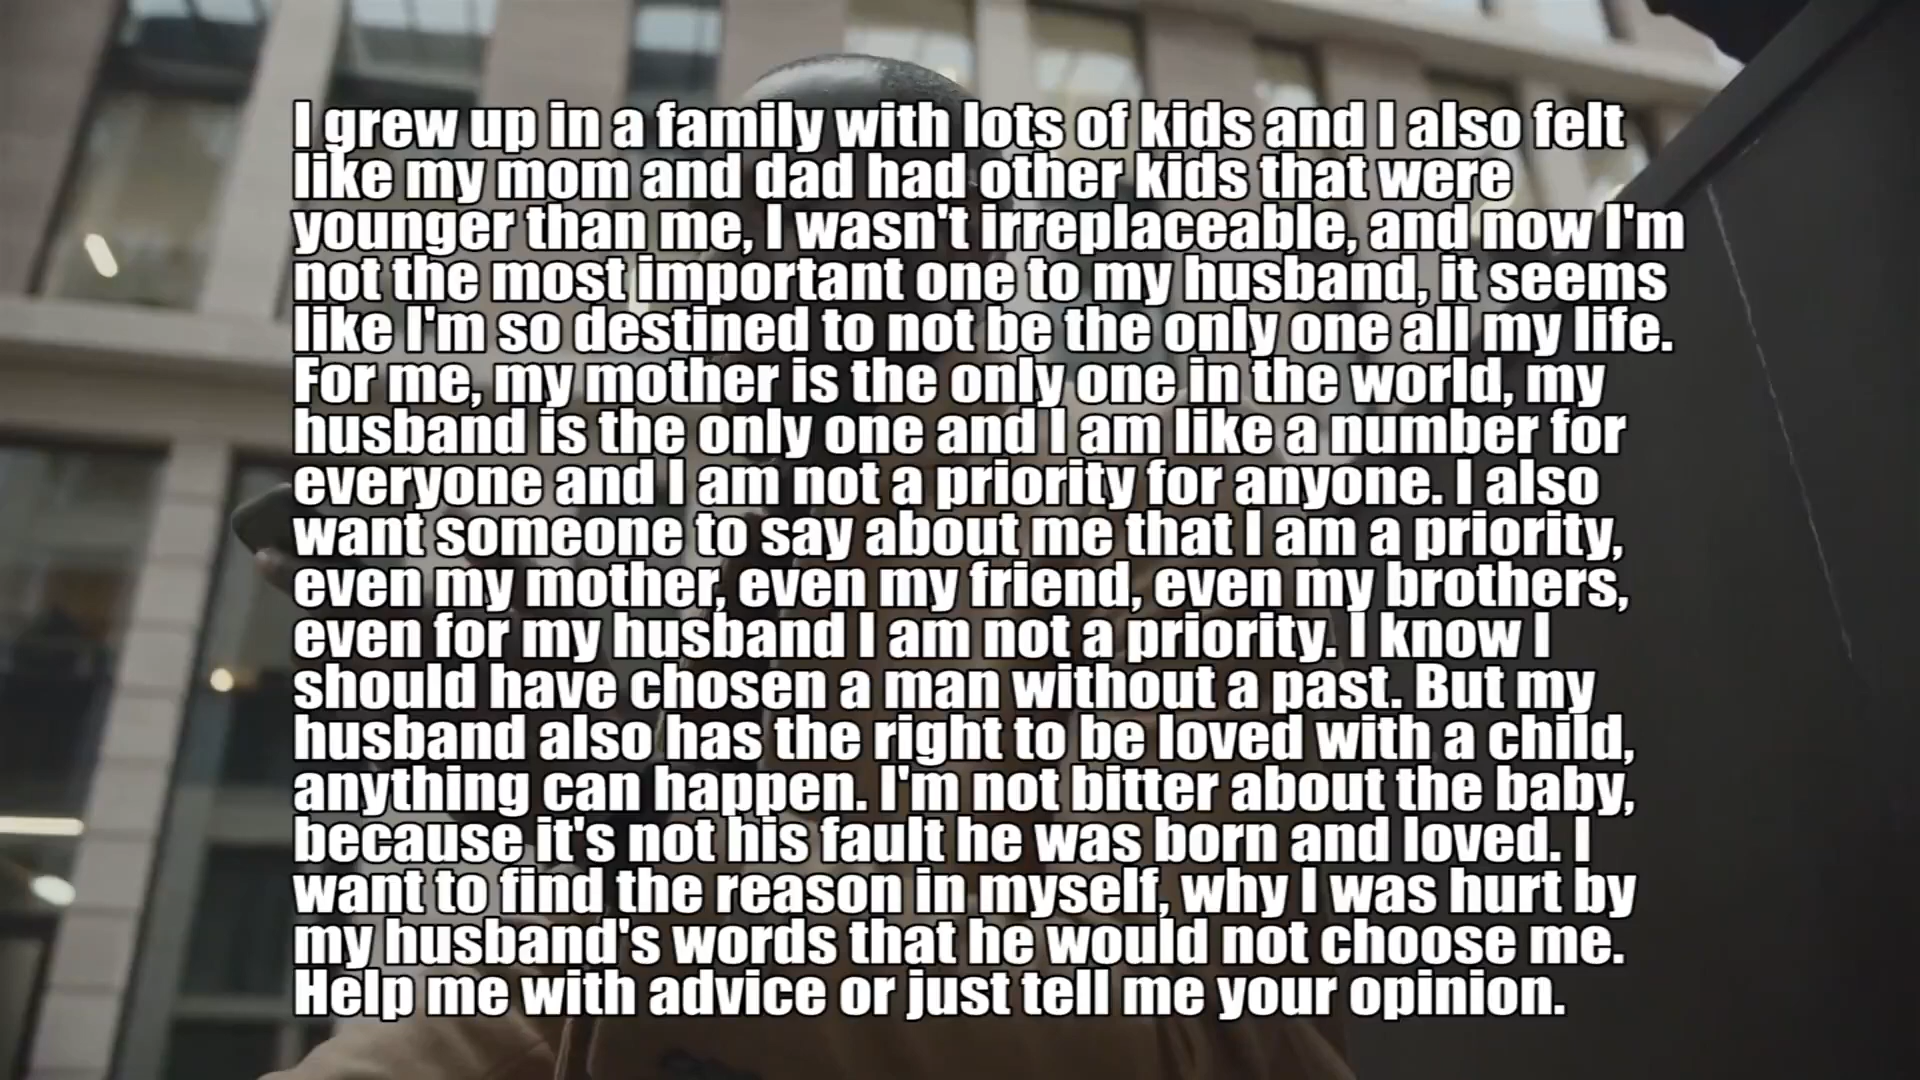 I grew up in a family with lots of kids and I also felt
like my mom and dad had other kids that were
younger than me, I wasn't irreplaceable, and now I'm
not the most important one to my husband, it seems
like I'm so destined to not be the only one all my life.
For me, my mother is the only one in the world, my
husband is the only one and I am like a number for
everyone and I am not a priority for anyone. I also
want someone to say about me that I am a priority,
even my mother, even my friend, even my brothers,
even for my husband I am not a priority. I know I
should have chosen a man without a past. But my
husband also has the right to be loved with a child,
anything can happen. I'm not bitter about the baby,
because it's not his fault he was born and loved. I
want to find the reason in myself, why I was hurt by
my husband's words that he would not choose me.
Help me with advice or just tell me your opinion.